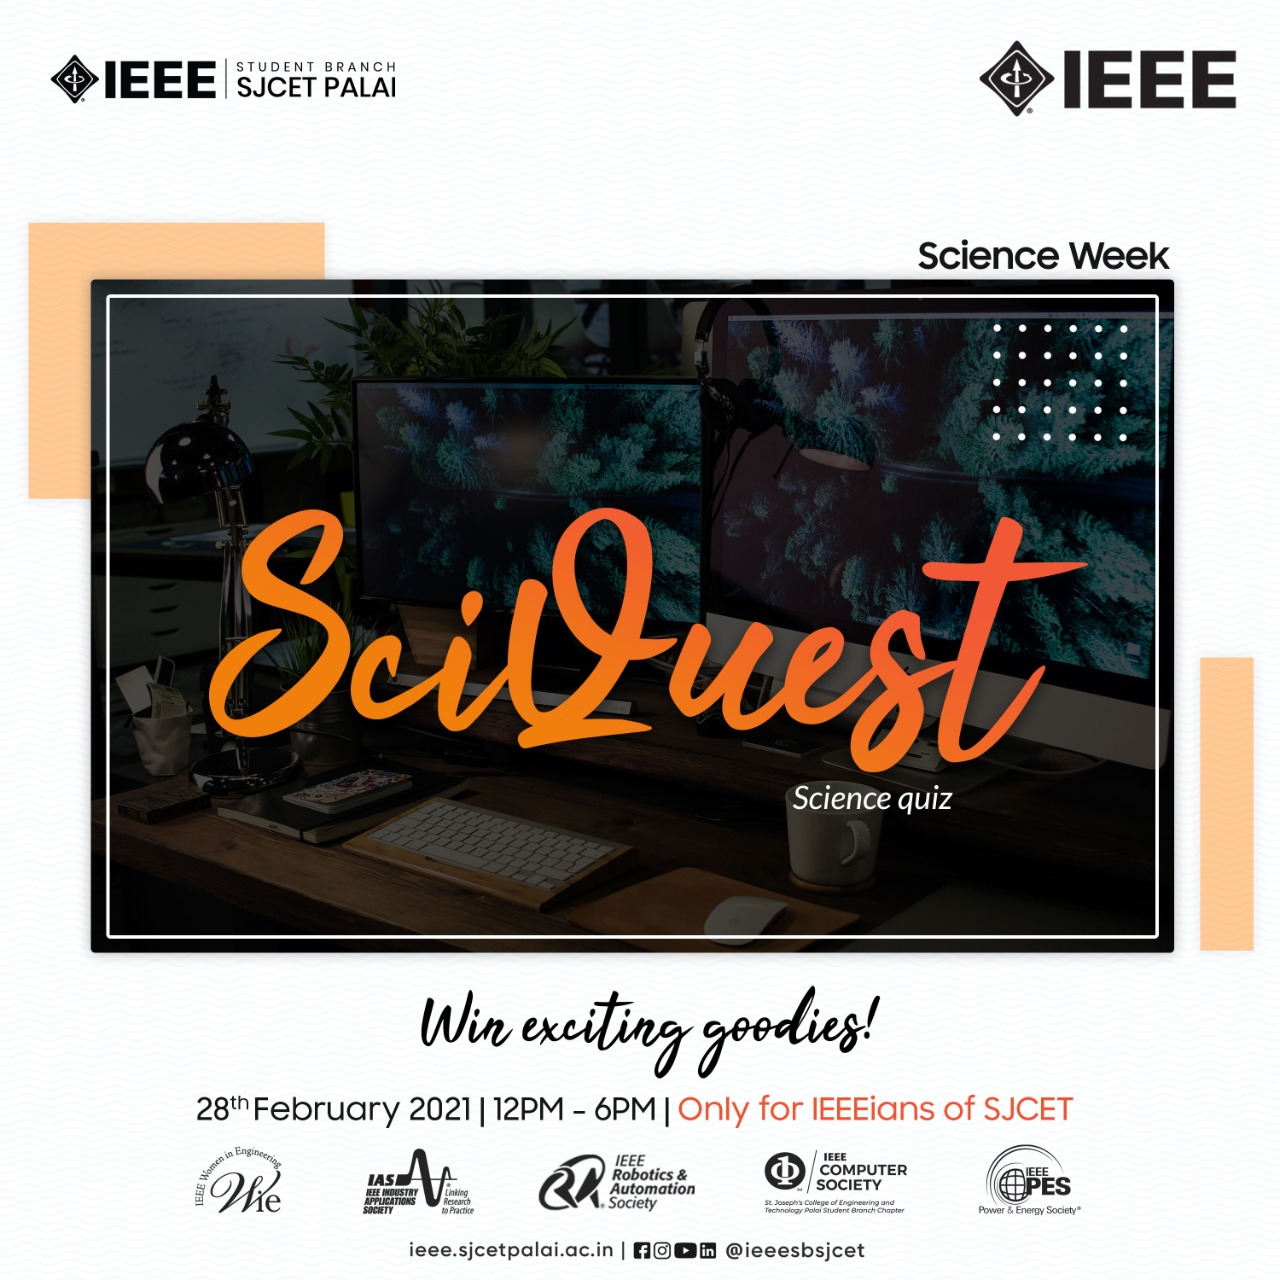 IEEE STUDENT BRANCH
SJCET PALAI
IEEE
Science Week
SciQuest
Science quiz
Win exciting goodies!
28th February 2021 | 12PM - 6PM | Only for IEEEians of SJCET
IEEE Women in Engineering
Wie
IAS
IEEE INDUSTRY
APPLICATIONS
SOCIETY
Linking
Research
to Practice
IEEE
Robotics &
Automation
Society
IEEE
COMPUTER
SOCIETY
St. Joseph's College of Engineering and
Technology Palai Student Branch Chapter
IEEE
PES
Power & Energy Society®
ieee.sjcetpalai.ac.in | @ieeesbsjcet